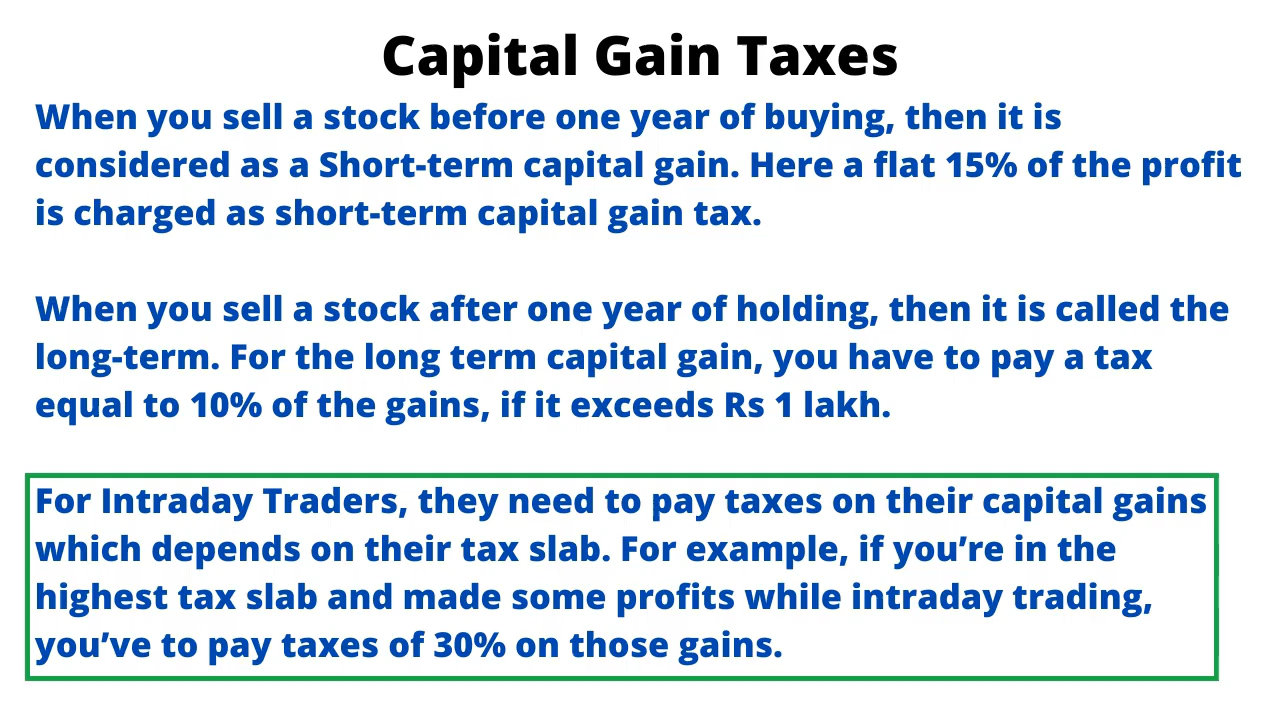 Capital Gain Taxes
When you sell a stock before one year of buying, then it is
considered as a Short-term capital gain. Here a flat 15% of the profit
is charged as short-term capital gain tax.
When you sell a stock after one year of holding, then it is called the
long-term. For the long term capital gain, you have to pay a tax
equal to 10% of the gains, if it exceeds Rs 1 lakh.
For Intraday Traders, they need to pay taxes on their capital gains
which depends on their tax slab. For example, if you’re in the
highest tax slab and made some profits while intraday trading,
you’ve to pay taxes of 30% on those gains.